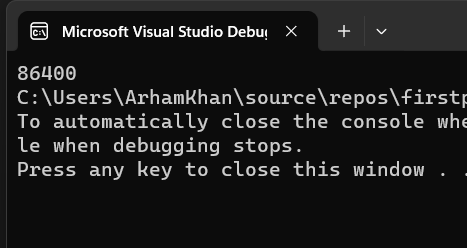 Microsoft Visual Studio Debug
86400
C:\Users\ArhamKhan\source\repos\firstp
To automatically close the console whe
le when debugging stops.
Press any key to close this window . .